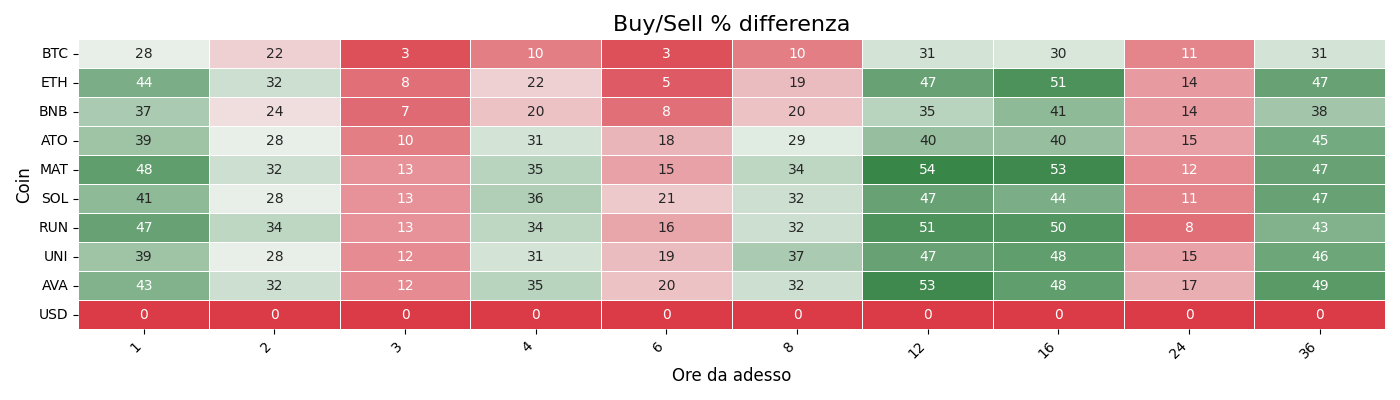 Buy/Sell % differenza
Coin
BTC 28 22 3 10 3 10 31 30 11 31
ETH 44 32 8 22 5 19 47 51 14 47
BNB 37 24 7 20 8 20 35 41 14 38
ATO 39 28 10 31 18 29 40 40 15 45
MAT 48 32 13 35 15 34 54 53 12 47
SOL 41 28 13 36 21 32 47 44 11 47
RUN 47 34 13 34 16 32 51 50 8 43
UNI 39 28 12 31 19 37 47 48 15 46
AVA 43 32 12 35 20 32 53 48 17 49
USD 0 0 0 0 0 0 0 0 0 0
1 2 3 4 6 8 12 16 24 36
Ore da adesso